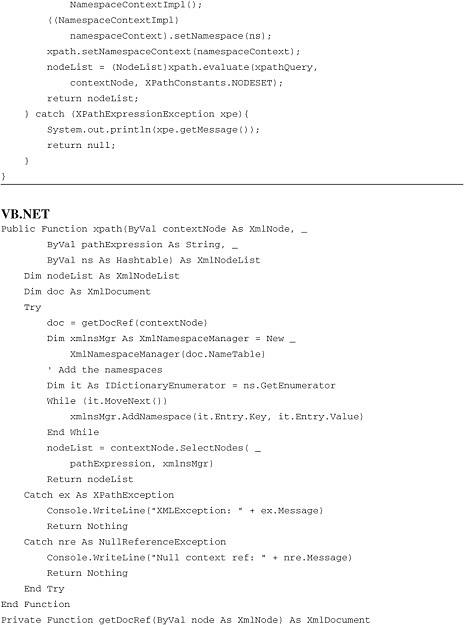 NamespaceContextImpl();
((NamespaceContextImpl)
namespaceContext).setNamespace(ns);
xpath.setNamespaceContext(namespaceContext);
nodeList = (NodeList)xpath.evaluate(xpathQuery,
contextNode, XPathConstants.NODESET);
return nodeList;
} catch (XPathExpressionException xpe){
System.out.println(xpe.getMessage());
return null;
}
}
VB.NET
Public Function xpath(ByVal contextNode As XmlNode, _
ByVal pathExpression As String, _
ByVal ns As Hashtable) As XmlNodeList
Dim nodeList As XmlNodeList
Dim doc As XmlDocument
Try
doc = getDocRef(contextNode)
Dim xmlnsMgr As XmlNamespaceManager = New _
XmlNamespaceManager(doc.NameTable)
' Add the namespaces
Dim it As IDictionaryEnumerator = ns.GetEnumerator
While (it.MoveNext())
xmlnsMgr.AddNamespace(it.Entry.Key, it.Entry.Value)
End While
nodeList = contextNode.SelectNodes( _
pathExpression, xmlnsMgr)
Return nodeList
Catch ex As XPathException
Console.WriteLine("XMLException: " + ex.Message)
Return Nothing
Catch nre As NullReferenceException
Console.WriteLine("Null context ref: " + nre.Message)
Return Nothing
End Try
End Function
Private Function getDocRef(ByVal node As XmlNode) As XmlDocument